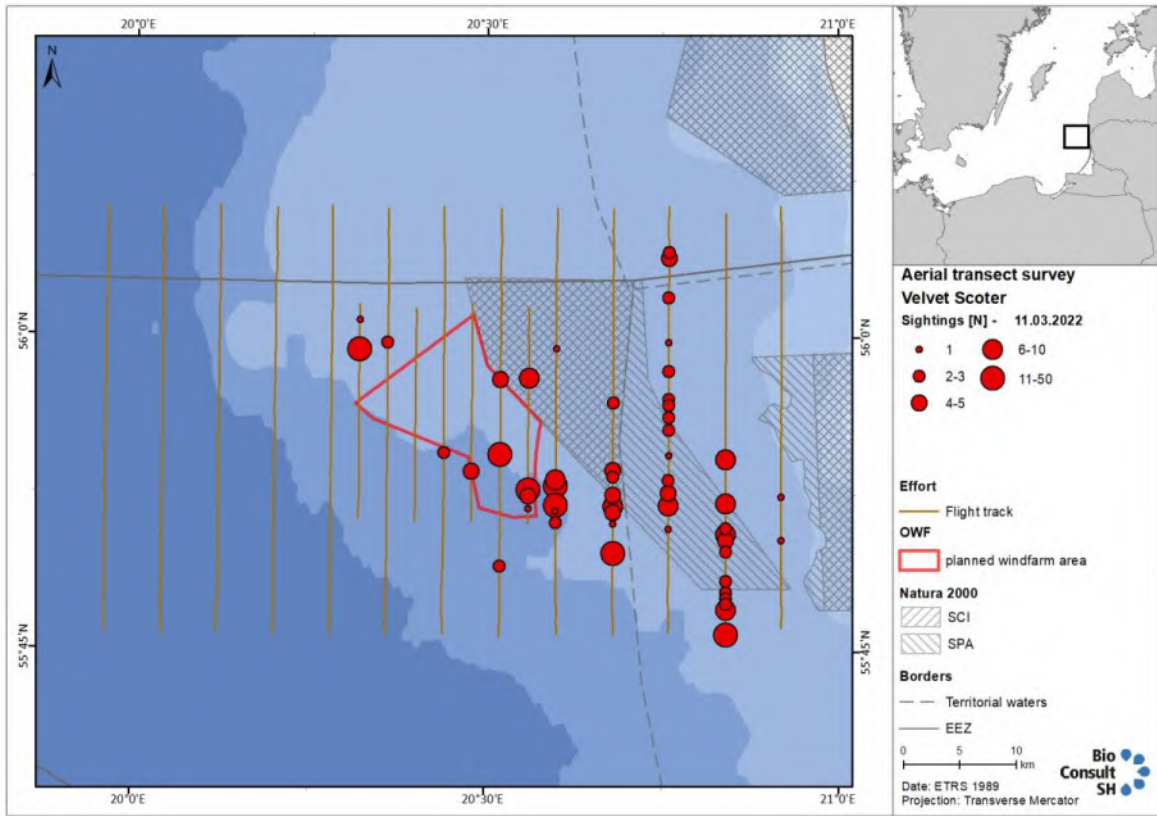 20°0'E
20°30'E
21°0'E
N
56°0'N
56°0'N
55°45'N
55°45'N
20°0'E
20°30'E
21°0'E
Aerial transect survey
Velvet Scoter
Sightings [N] - 11.03.2022
1
6-10
2-3
11-50
4-5
Effort
Flight track
OWF
planned windfarm area
Natura 2000
SCI
SPA
Borders
Territorial waters
EEZ
0 5 10
km
Date: ETRS 1989
Projection: Transverse Mercator
Bio
Consult
SH